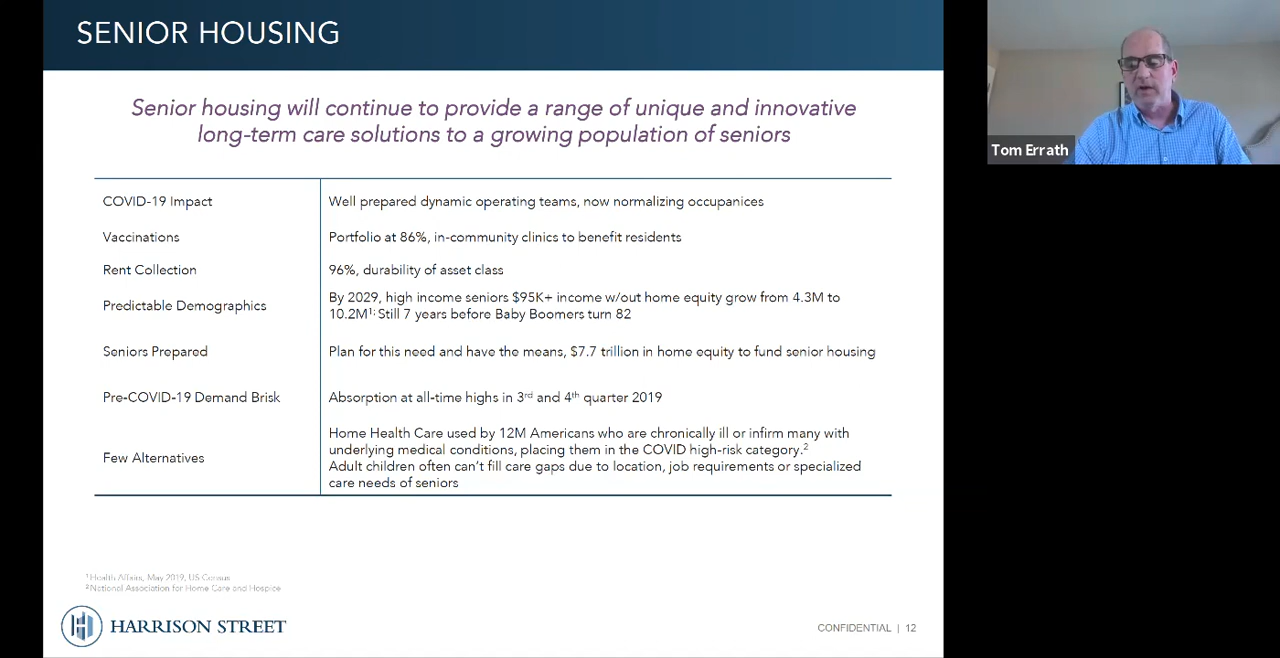 SENIOR HOUSING
Senior housing will continue to provide a range of unique and innovative
long-term care solutions to a growing population of seniors
COVID-19 Impact
Well prepared dynamic operating teams, now normalizing occupanices
Vaccinations
Portfolio at 86%, in-community clinics to benefit residents
Rent Collection
96%, durability of asset class
Predictable Demographics
By 2029, high income seniors $95K+ income w/out home equity grow from 4.3M to
10.2M¹; Still 7 years before Baby Boomers turn 82
Seniors Prepared
Plan for this need and have the means, $7.7 trillion in home equity to fund senior housing
Pre-COVID-19 Demand Brisk
Absorption at all-time highs in 3rd and 4th quarter 2019
Few Alternatives
Home Health Care used by 12M Americans who are chronically ill or infirm many with
underlying medical conditions, placing them in the COVID high-risk category.²
Adult children often can't fill care gaps due to location, job requirements or specialized
care needs of seniors
¹Health Affairs, May 2019, US Census
²National Association for Home Care and Hospice
HARRISON STREET
CONFIDENTIAL | 12
Tom Errath